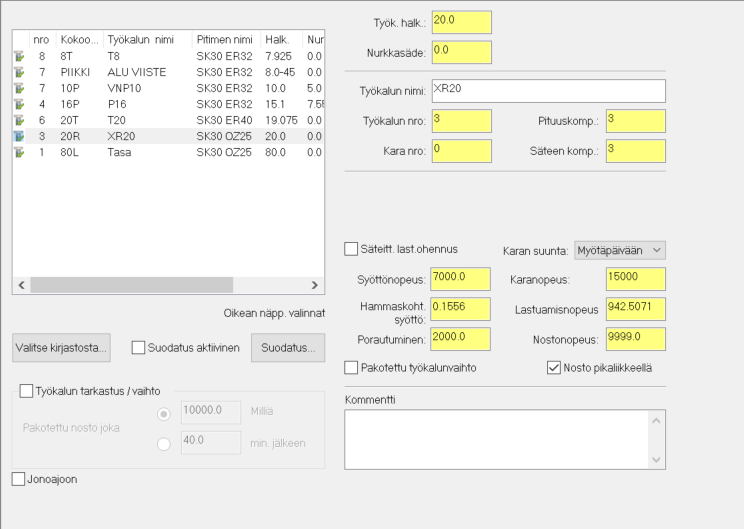 nro Kokoo... Työkalun nimi Pitimen nimi Halk. Nur
8 8T T8 SK30 ER32 7.925 0.0
7 PIIKKI ALU VIISTE SK30 ER32 8.0-45 0.0
7 10P VNP10 SK30 ER32 10.0 5.0
4 16P P16 SK30 ER32 15.1 7.55
6 20T T20 SK30 ER40 19.075 0.0
3 20R XR20 SK30 OZ25 20.0 0.0
1 80L Tasa SK30 OZ25 80.0 0.0
Oikean näpp. valinnat
Valitse kirjastosta... Suodatus aktiivinen Suodatus...
Työkalun tarkastus / vaihto
Pakotettu nosto joka
10000.0 Milliä
40.0 min. jälkeen
Jonoajoon
Työk. halk.: 20.0
Nurkkasäde: 0.0
Työkalun nimi: XR20
Työkalun nro: 3 Pituuskomp.: 3
Kara nro: 0 Säteen komp.: 3
Säteitt. last.ohennus Karan suunta: Myötäpäivään
Syöttönopeus: 7000.0 Karanopeus: 15000
Hammaskoht. syöttö: 0.1556 Lastuamisnopeus 942.5071
Porautuminen: 2000.0 Nostonopeus: 9999.0
Pakotettu työkalunvaihto Nosto pikaliikkeellä
Kommentti